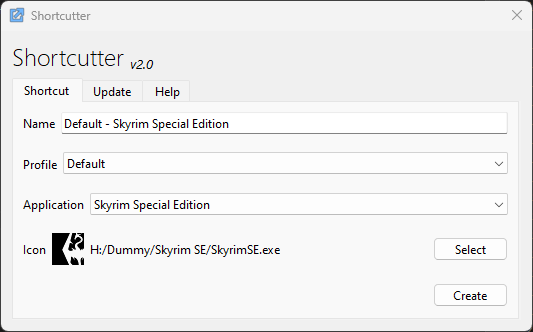 Shortcutter
Shortcutter v2.0
Shortcut Update Help
Name Default - Skyrim Special Edition
Profile Default
Application Skyrim Special Edition
Icon H:/Dummy/Skyrim SE/SkyrimSE.exe Select
Create